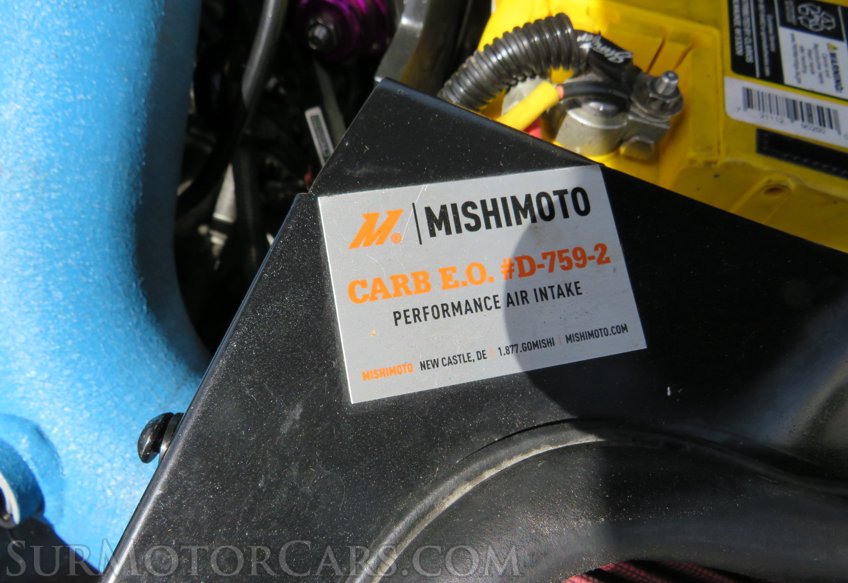 M. MISHIMOTO
CARB E.O. #D-759-2
PERFORMANCE AIR INTAKE
MISHIMOTO NEW CASTLE, DE / 1.877.GOMISHI / MISHIMOTO.COM
SURMOTORCARS.COM